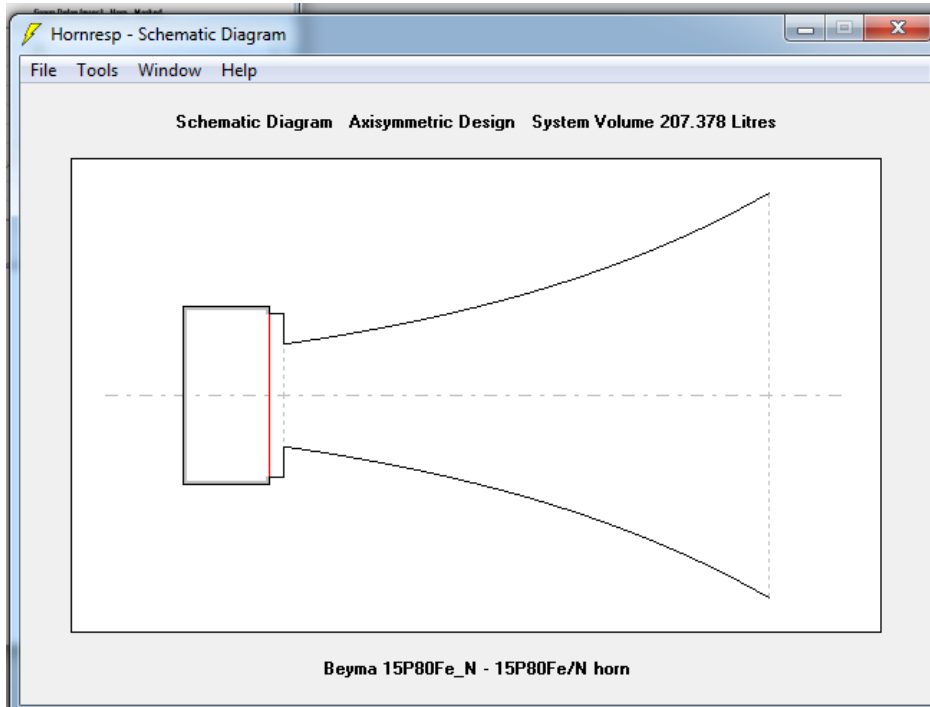 Hornresp - Schematic Diagram
File Tools Window Help
Schematic Diagram Axisymmetric Design System Volume 207.378 Litres
Beyma 15P80Fe_N - 15P80Fe/N horn